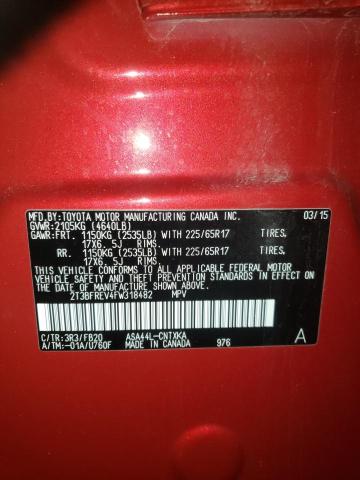 MFD.BY:TOYOTA MOTOR MANUFACTURING CANADA INC. 03/15
GVWR:2105KG (4640LB)
GAWR:FRT. 1150KG (2535LB) WITH 225/65R17 TIRES.
17X6.5J RIMS.
RR. 1150KG (2535LB) WITH 225/65R17 TIRES.
17X6.5J RIMS.
THIS VEHICLE CONFORMS TO ALL APPLICABLE FEDERAL MOTOR
VEHICLE SAFETY AND THEFT PREVENTION STANDARDS IN
EFFECT ON THE DATE OF MANUFACTURE SHOWN ABOVE.
2T3BFREV4FW318482 MPV
C/TR:3R3/FB20 ASA44L-CNTXKA
A/TM:-01A/U760F MADE IN CANADA 976 A